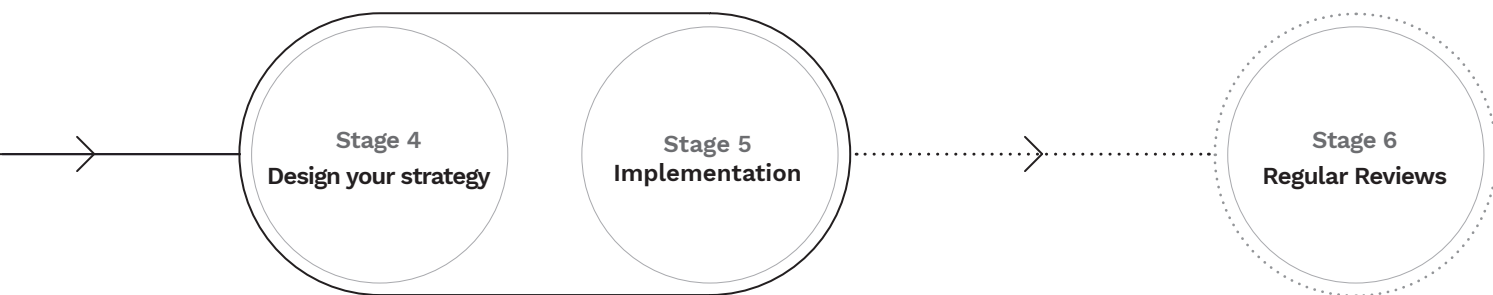 Stage 4
Design your strategy
Stage 5
Implementation
Stage 6
Regular Reviews